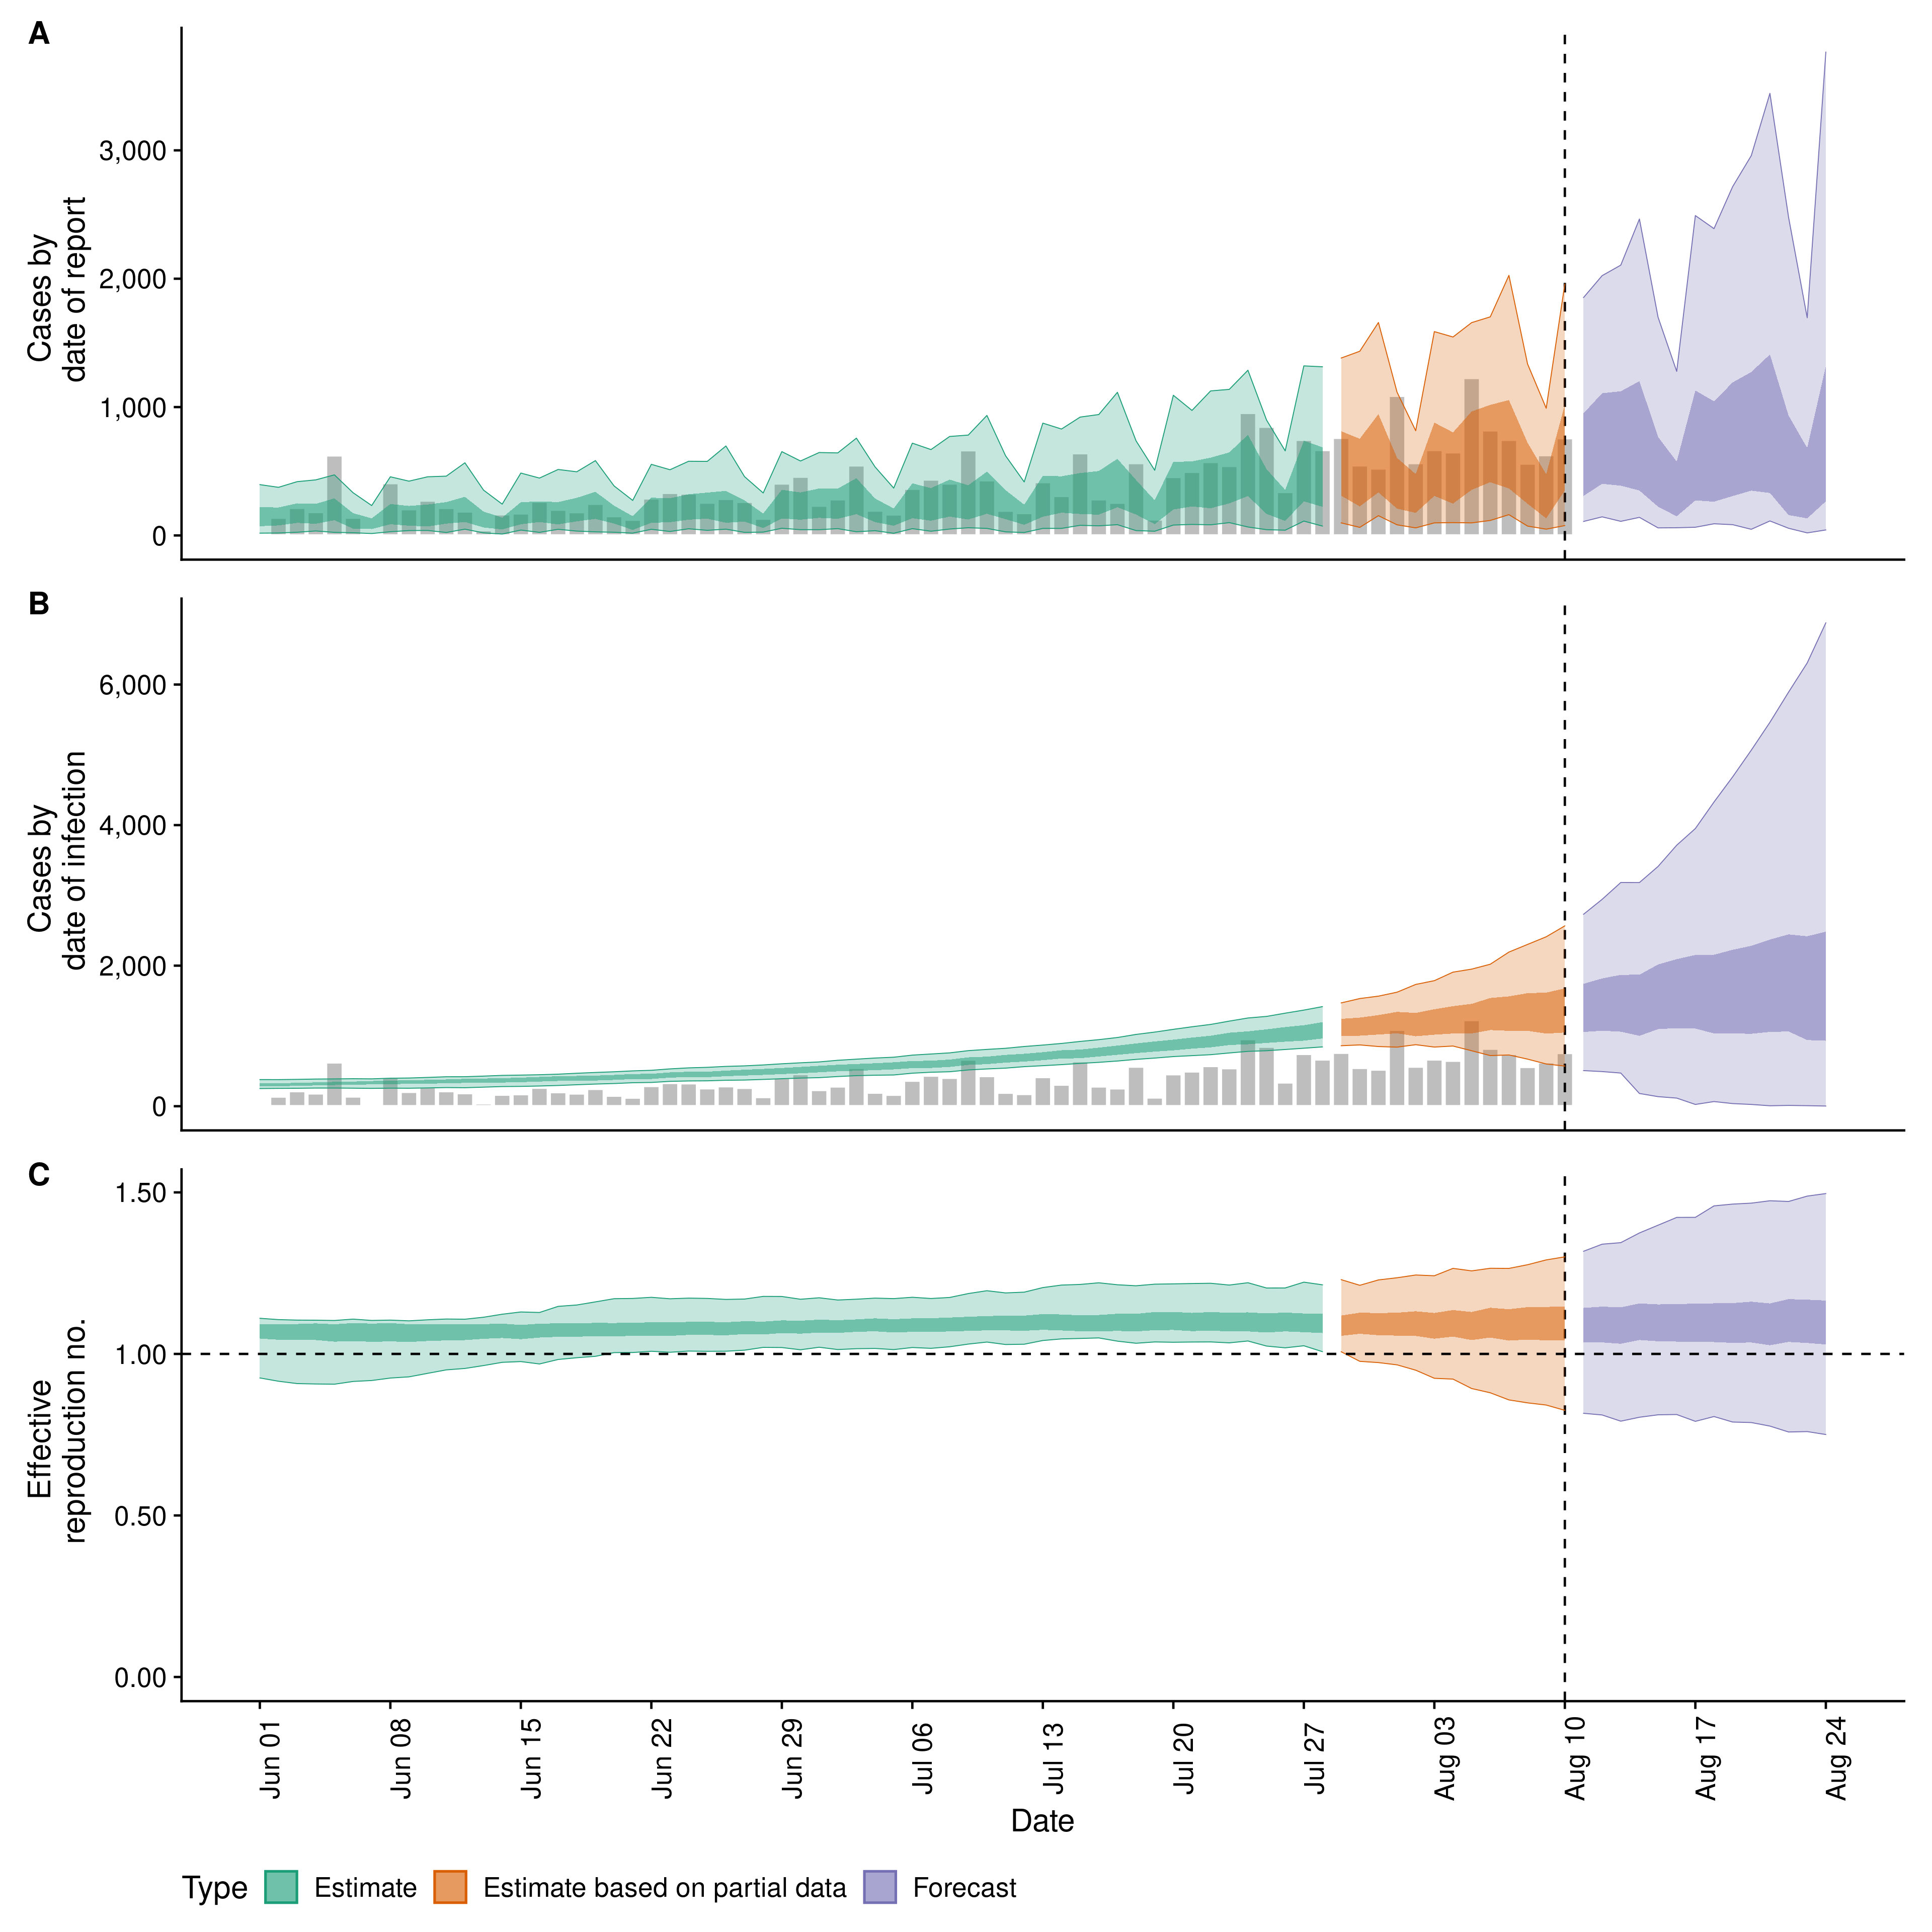 A
Cases by
date of report
3,000
2,000
1,000
0
B
Cases by
date of infection
6,000
4,000
2,000
0
C
Effective
reproduction no.
1.50
1.00
0.50
0.00
Jun 01
Jun 08
Jun 15
Jun 22
Jun 29
Jul 06
Jul 13
Jul 20
Jul 27
Aug 03
Aug 10
Aug 17
Aug 24
Date
Type Estimate Estimate based on partial data Forecast